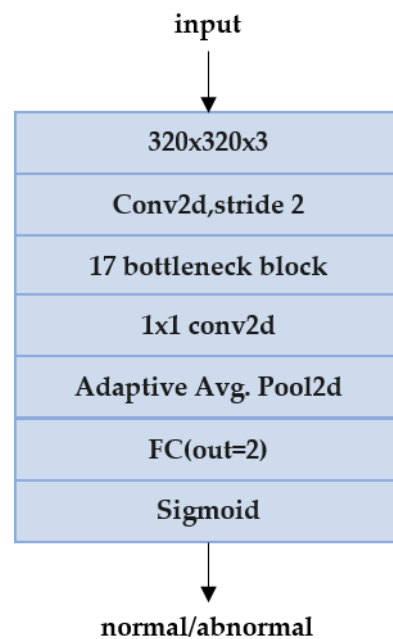 input
320x320x3
Conv2d,stride 2
17 bottleneck block
1x1 conv2d
Adaptive Avg. Pool2d
FC(out=2)
Sigmoid
normal/abnormal